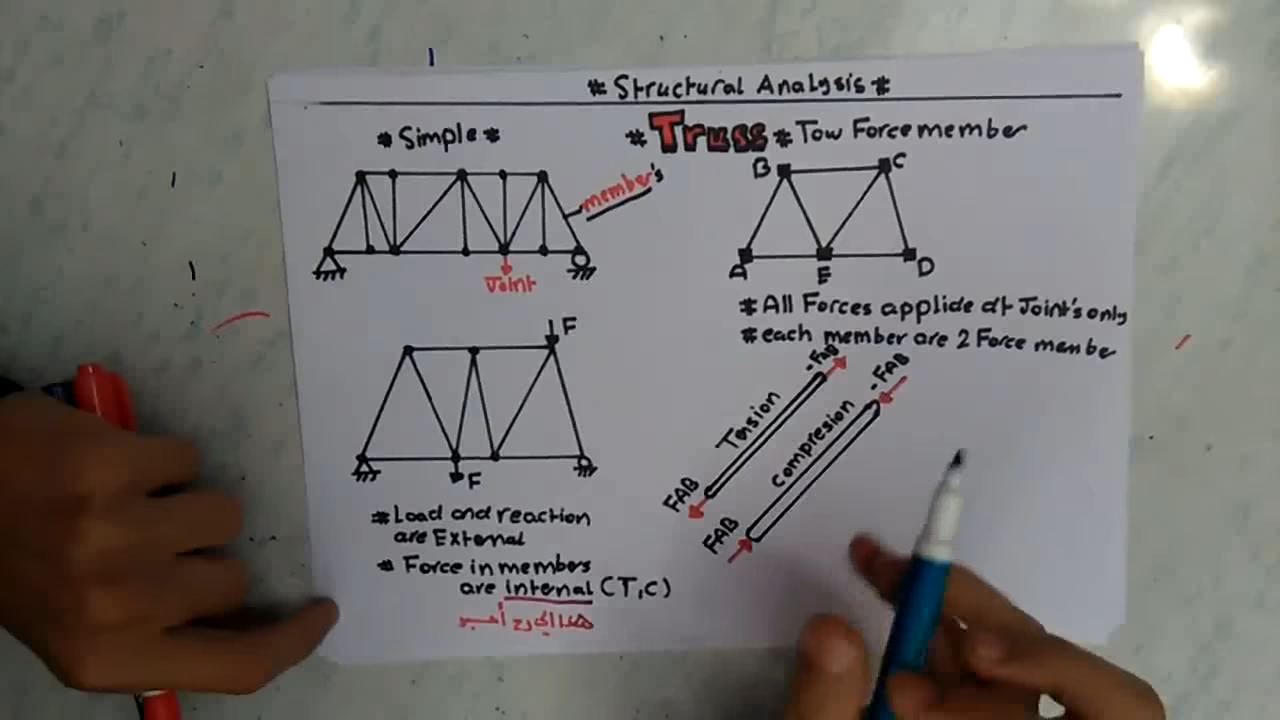 * Structural Analysis *
* Simple *
* Truss * Tow Force member
member's
Joint
B
C
A
E
D
* All Forces applide at Joint's only
* each member are 2 Force membe
F
F
* Load and reaction
are External
* Force in members
are internal (T,C)
Tension
-FAB
FAB
compresion
-FAB
FAB